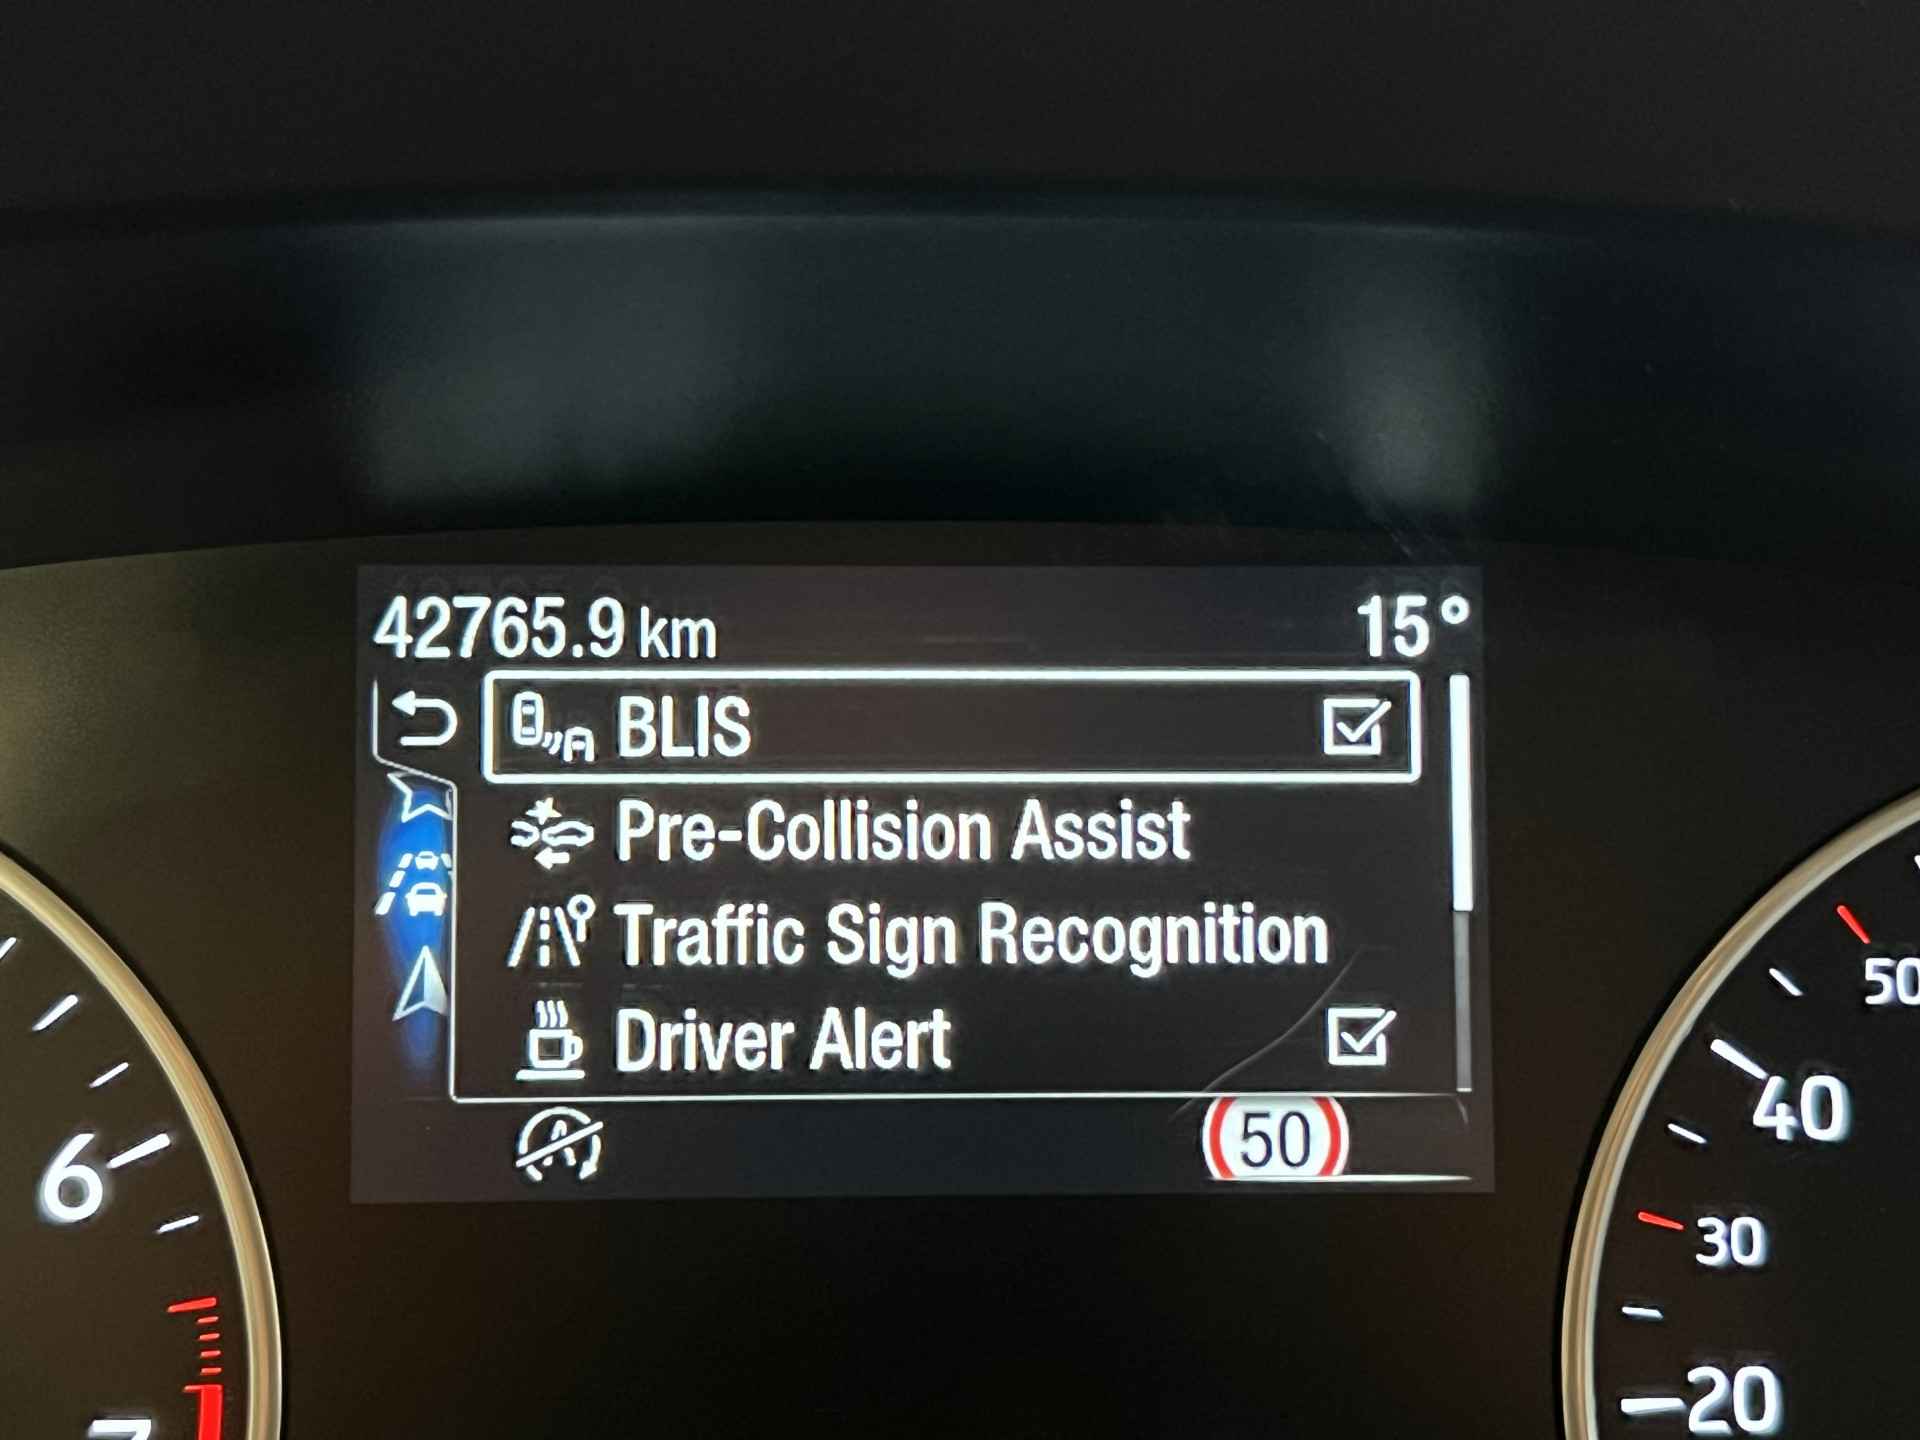 42765.9 km 15°
BLIS
Pre-Collision Assist
Traffic Sign Recognition
Driver Alert
50
6
7
50
40
30
20